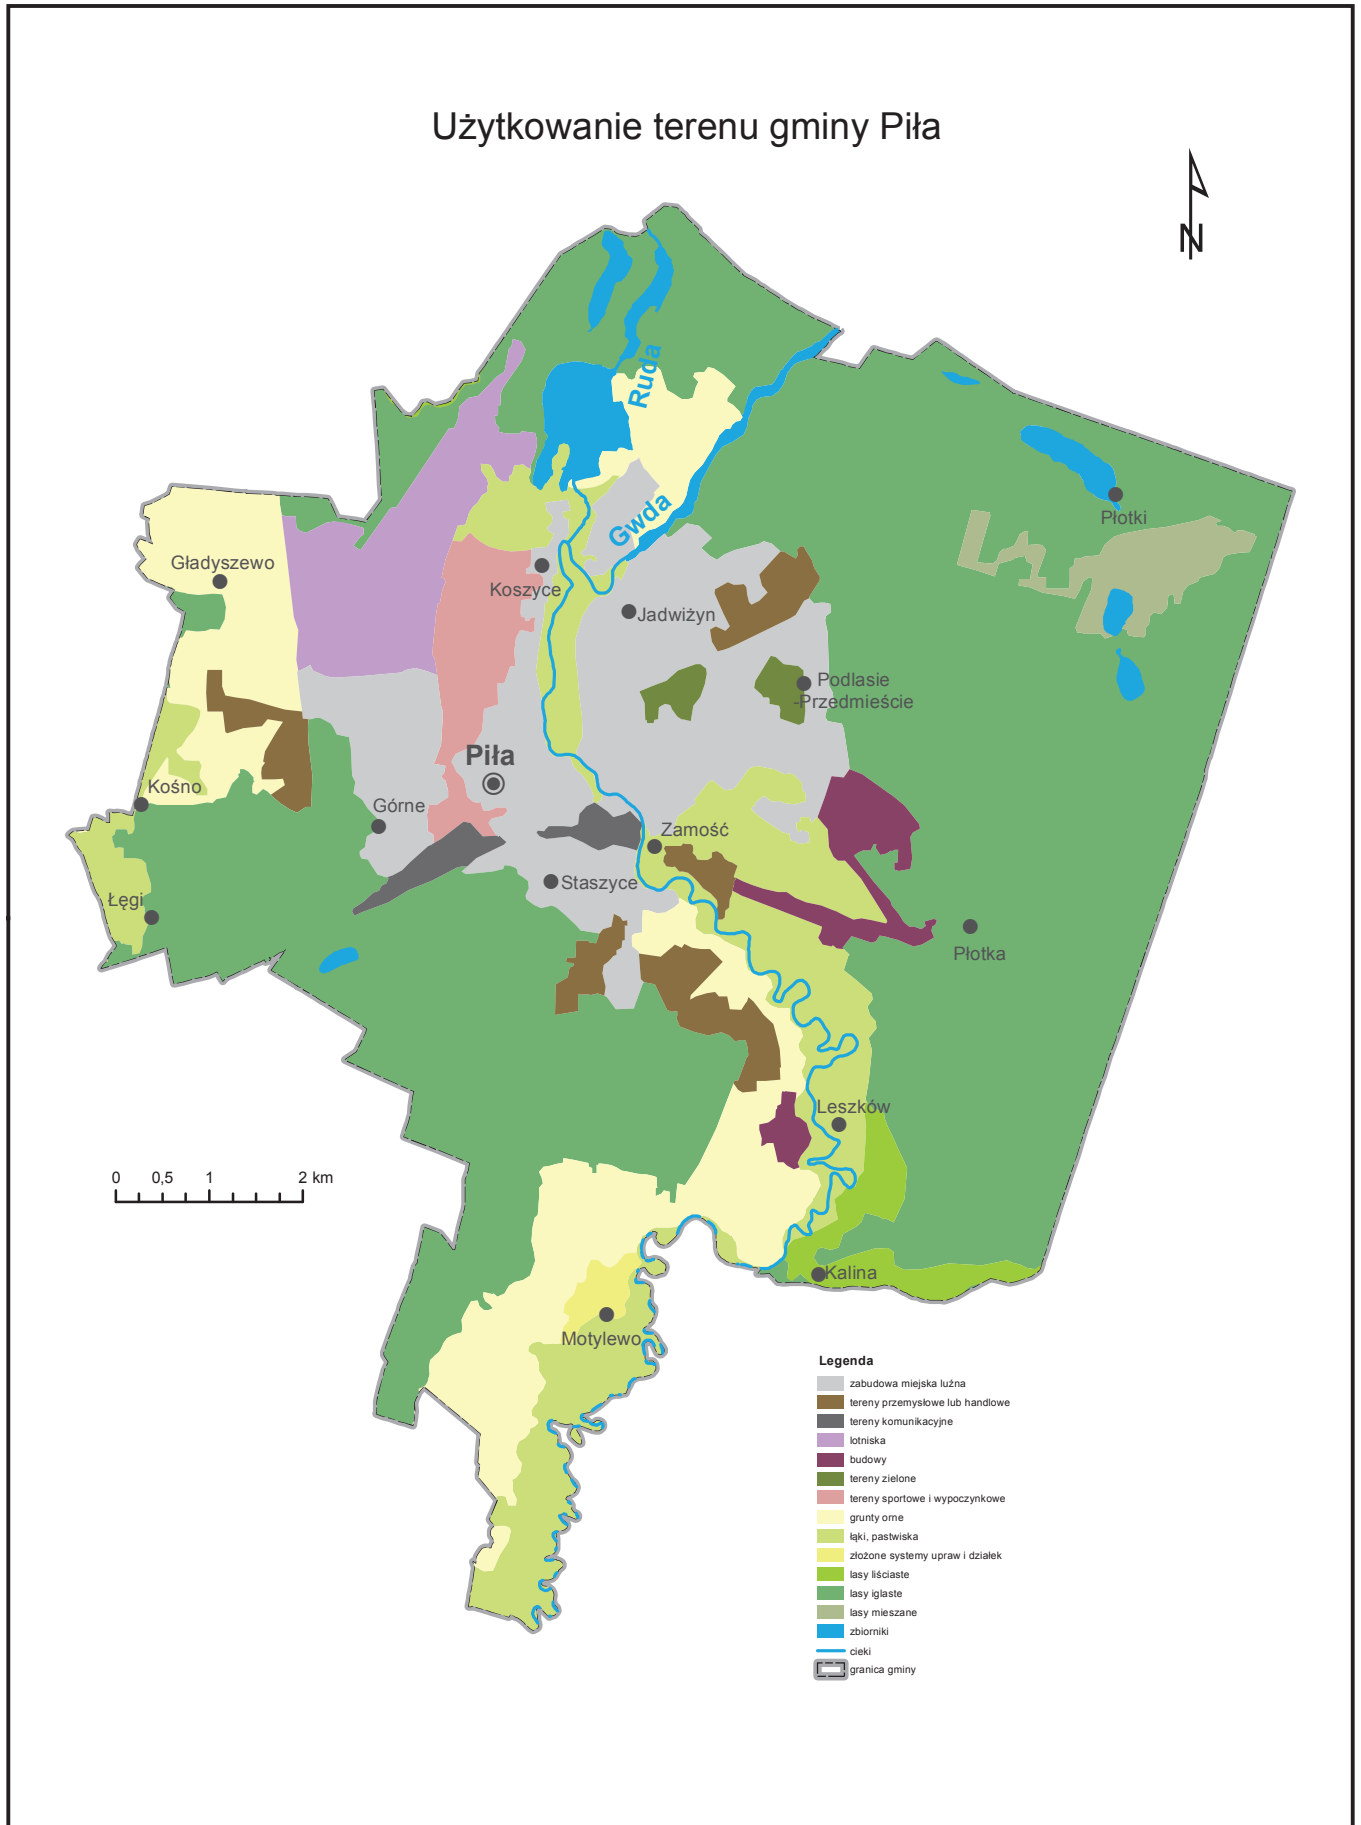 Użytkowanie terenu gminy Piła
N
Ruda
Gwda
Płotki
Gładyszewo
Koszyce
Jadwiżyn
Podlasie
-Przedmieście
Piła
Kośno
Górne
Zamość
Staszyce
Łęgi
Płotka
Leszków
0 0,5 1 2 km
Kalina
Motylewo
Legenda
zabudowa miejska luźna
tereny przemysłowe lub handlowe
tereny komunikacyjne
lotniska
budowy
tereny zielone
tereny sportowe i wypoczynkowe
grunty orne
łąki, pastwiska
złożone systemy upraw i działek
lasy liściaste
lasy iglaste
lasy mieszane
zbiorniki
cieki
granica gminy